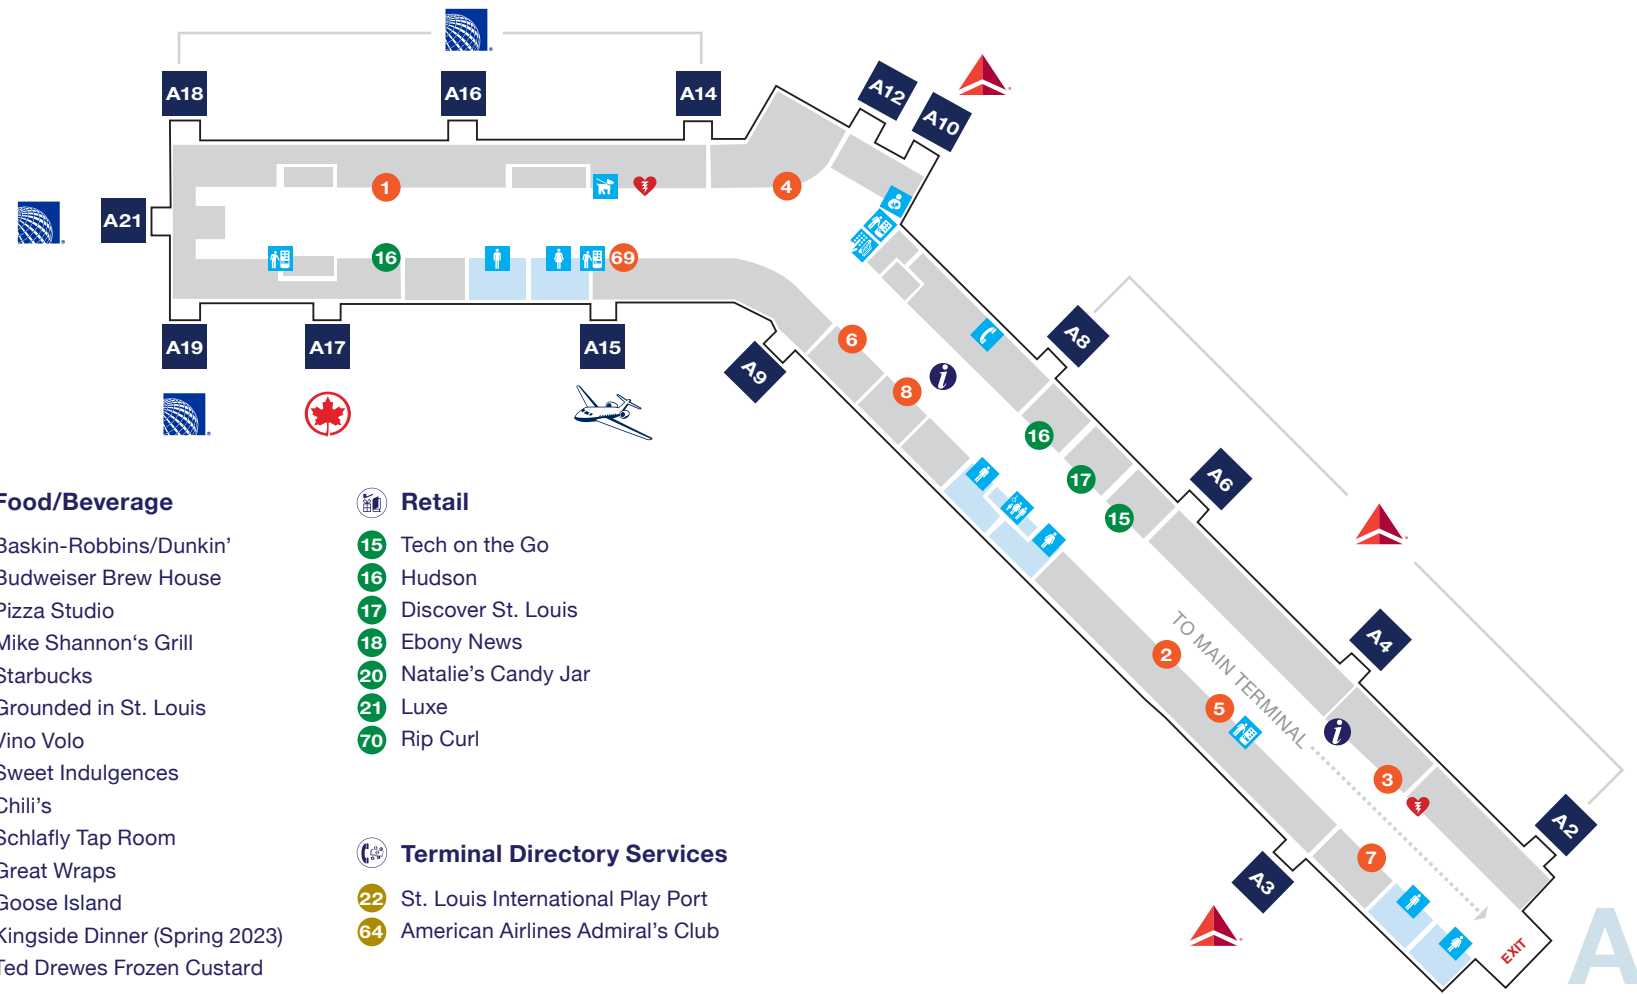 A18
A16
A14
A12
A10
A21
1
4
16
69
A19
A17
A15
A9
6
8
i
A8
16
17
15
A6
A4
TO MAIN TERMINAL
2
5
i
3
A2
7
A3
EXIT
A
Food/Beverage
Baskin-Robbins/Dunkin’
Budweiser Brew House
Pizza Studio
Mike Shannon‘s Grill
Starbucks
Grounded in St. Louis
Vino Volo
Sweet Indulgences
Chili’s
Schlafly Tap Room
Great Wraps
Goose Island
Kingside Dinner (Spring 2023)
Ted Drewes Frozen Custard
Retail
15 Tech on the Go
16 Hudson
17 Discover St. Louis
18 Ebony News
20 Natalie’s Candy Jar
21 Luxe
70 Rip Curl
Terminal Directory Services
22 St. Louis International Play Port
64 American Airlines Admiral’s Club